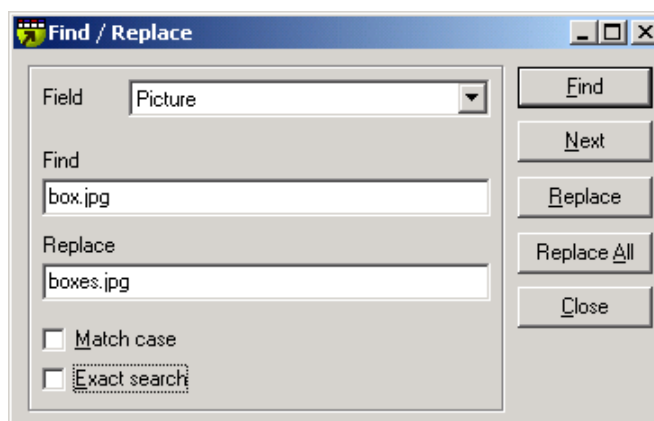 Find / Replace
Field
Picture
Find
box.jpg
Replace
boxes.jpg
Match case
Exact search
Find
Next
Replace
Replace All
Close